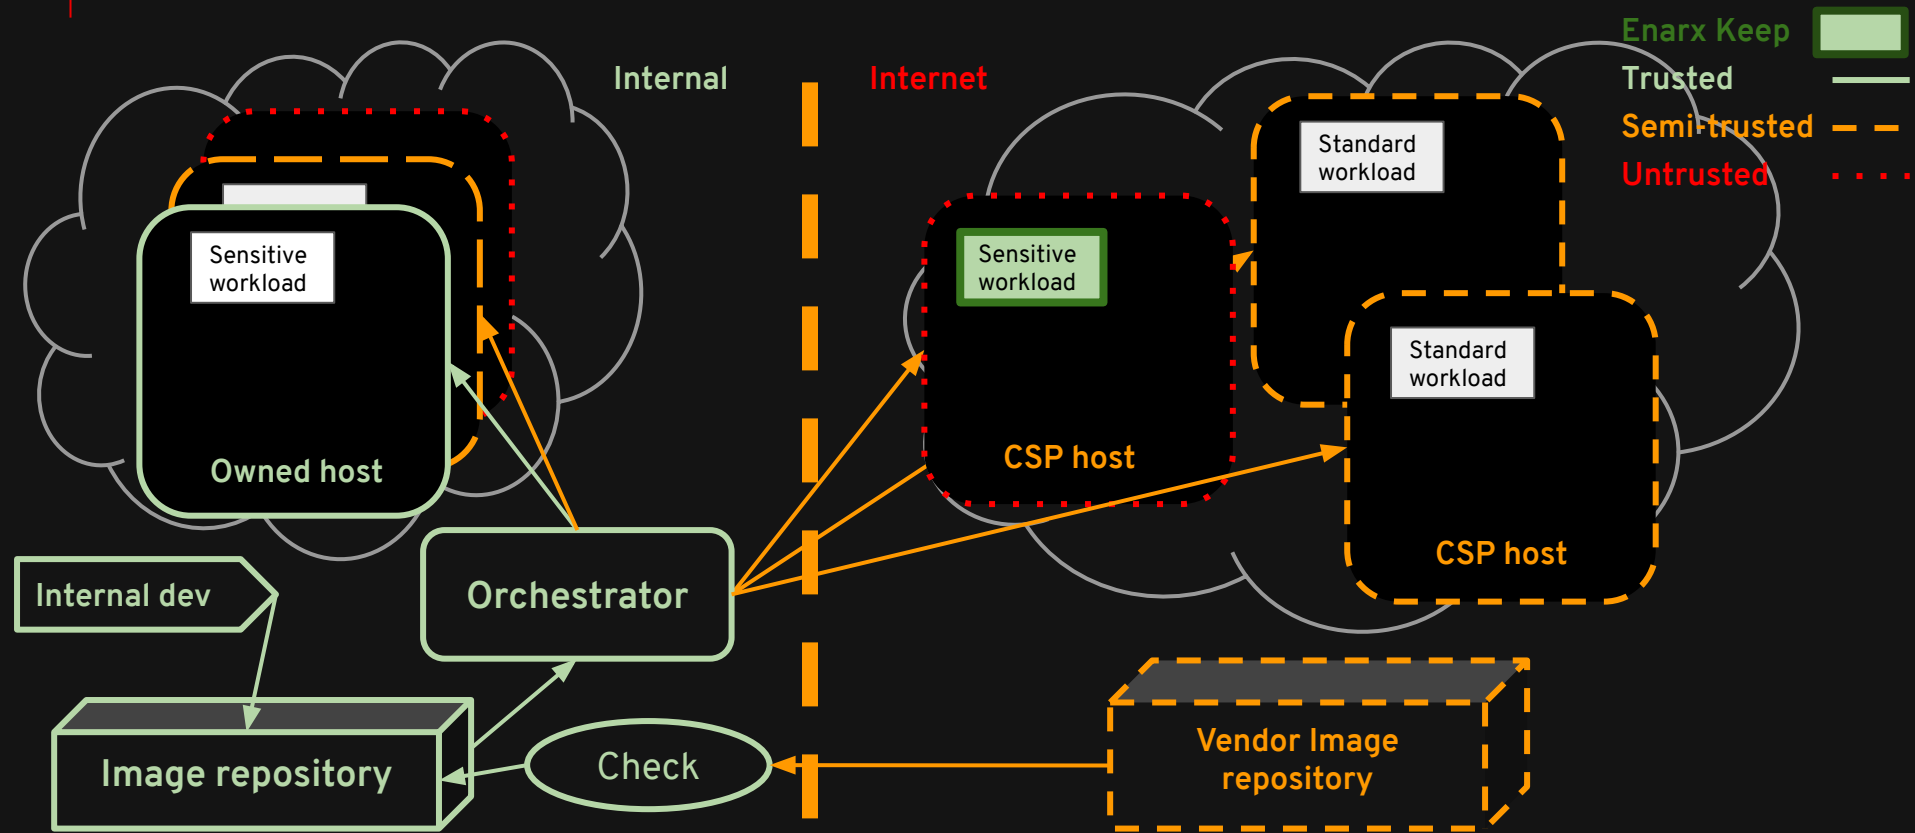 Internal
Internet
Enarx Keep
Trusted
Semi-trusted
Untrusted
Sensitive
workload
Owned host
Sensitive
workload
CSP host
Standard
workload
Standard
workload
CSP host
Internal dev
Orchestrator
Image repository
Check
Vendor Image
repository